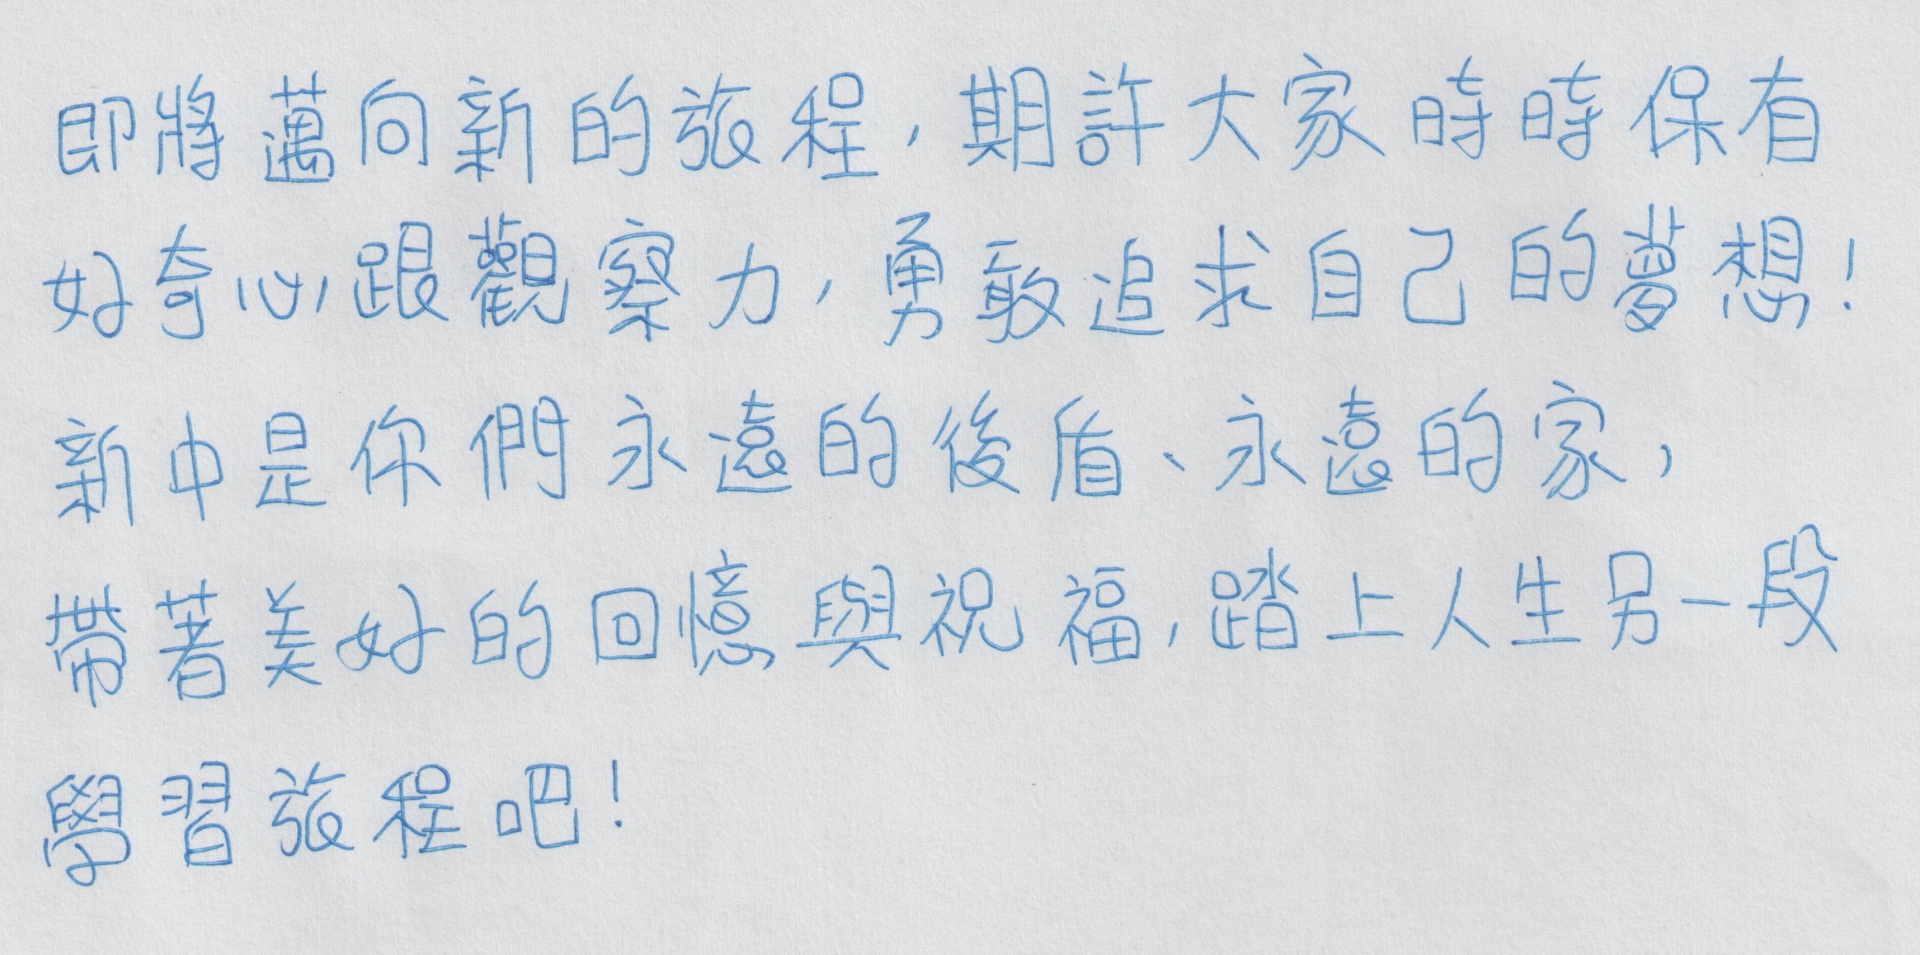 即將邁向新的旅程，期許大家時時保有
好奇心跟觀察力，勇敢追求自己的夢想！
新中是你們永遠的後盾、永遠的家，
帶著美好的回憶與祝福，踏上人生另一段
學習旅程吧！